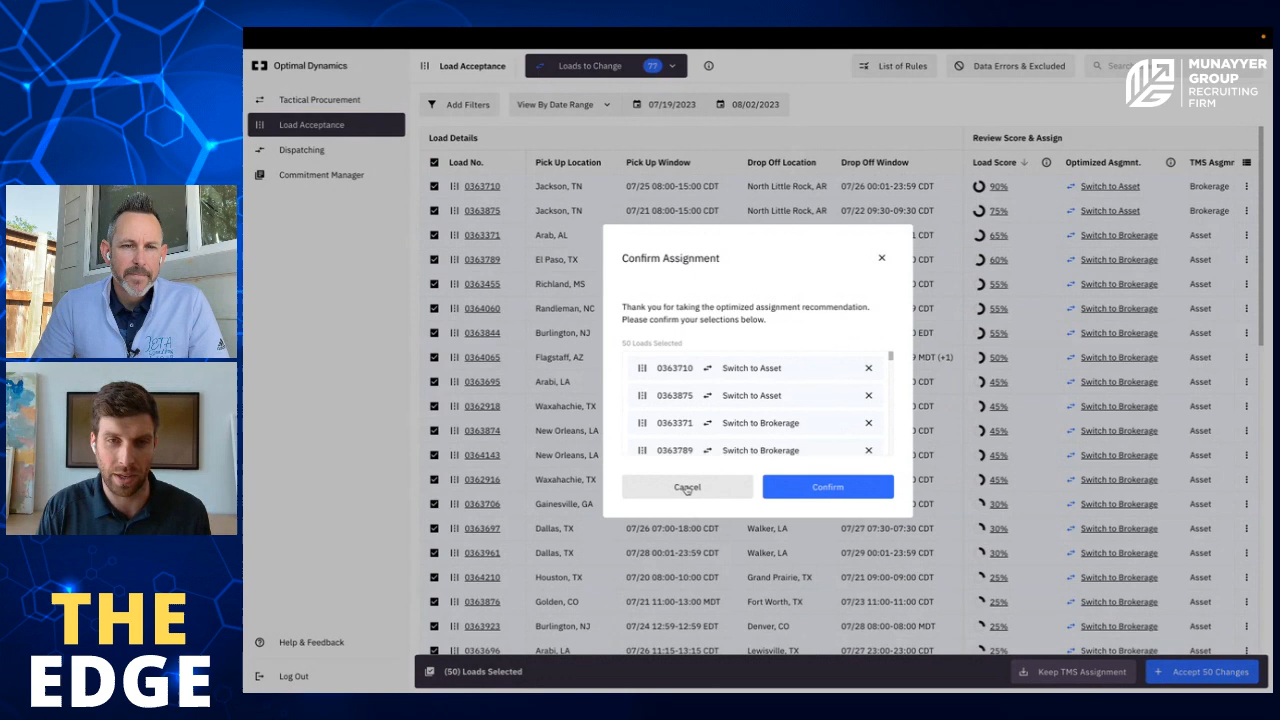 Optimal Dynamics
Tactical Procurement
Load Acceptance
Dispatching
Commitment Manager
Help & Feedback
Log Out
Load Acceptance
Loads to Change 77
List of Rules
Data Errors & Excluded
MUNAYYER
GROUP
RECRUITING
FIRM
Add Filters
View By Date Range
07/19/2023
08/02/2023
Load Details
Review Score & Assign
Load No. Pick Up Location Pick Up Window Drop Off Location Drop Off Window Load Score Optimized Asgmnt. TMS Asgmr
0363710 Jackson, TN 07/25 08:00-15:00 CDT North Little Rock, AR 07/26 00:01-23:59 CDT 90% Switch to Asset Brokerage
0363875 Jackson, TN 07/21 08:00-15:00 CDT North Little Rock, AR 07/22 09:30-09:30 CDT 75% Switch to Asset Brokerage
0363371 Arab, AL CDT 65% Switch to Brokerage Asset
0363789 El Paso, TX CDT 60% Switch to Brokerage Asset
0363455 Richland, MS CDT 55% Switch to Brokerage Asset
0364060 Randleman, NC CDT 55% Switch to Brokerage Asset
0363844 Burlington, NJ EDT 55% Switch to Brokerage Asset
0364065 Flagstaff, AZ MDT (+1) 50% Switch to Brokerage Asset
0363695 Arabi, LA CDT 45% Switch to Brokerage Asset
0362918 Waxahachie, TX CDT 45% Switch to Brokerage Asset
0363874 New Orleans, LA CDT 45% Switch to Brokerage Asset
0364143 New Orleans, LA CDT 45% Switch to Brokerage Asset
0362916 Waxahachie, TX CDT 45% Switch to Brokerage Asset
0363706 Gainesville, GA CDT 30% Switch to Brokerage Asset
0363697 Dallas, TX 07/26 07:00-18:00 CDT Walker, LA 07/27 07:30-07:30 CDT 30% Switch to Brokerage Asset
0363961 Dallas, TX 07/28 00:01-23:59 CDT Walker, LA 07/29 00:01-23:59 CDT 30% Switch to Brokerage Asset
0364210 Houston, TX 07/20 08:00-10:00 CDT Grand Prairie, TX 07/21 09:00-09:00 CDT 25% Switch to Brokerage Asset
0363876 Golden, CO 07/21 11:00-13:00 MDT Fort Worth, TX 07/23 11:00-11:00 CDT 25% Switch to Brokerage Asset
0363923 Burlington, NJ 07/24 12:59-12:59 EDT Denver, CO 07/28 08:00-08:00 MDT 25% Switch to Brokerage Asset
0363696 Arabi, LA 07/26 11:15-13:15 CDT Lewisville, TX 07/27 23:00-23:00 CDT 25% Switch to Brokerage Asset
Confirm Assignment
Thank you for taking the optimized assignment recommendation.
Please confirm your selections below.
50 Loads Selected
0363710 Switch to Asset
0363875 Switch to Asset
0363371 Switch to Brokerage
0363789 Switch to Brokerage
Cancel
Confirm
(50) Loads Selected
Keep TMS Assignment
+ Accept 50 Changes
THE
EDGE